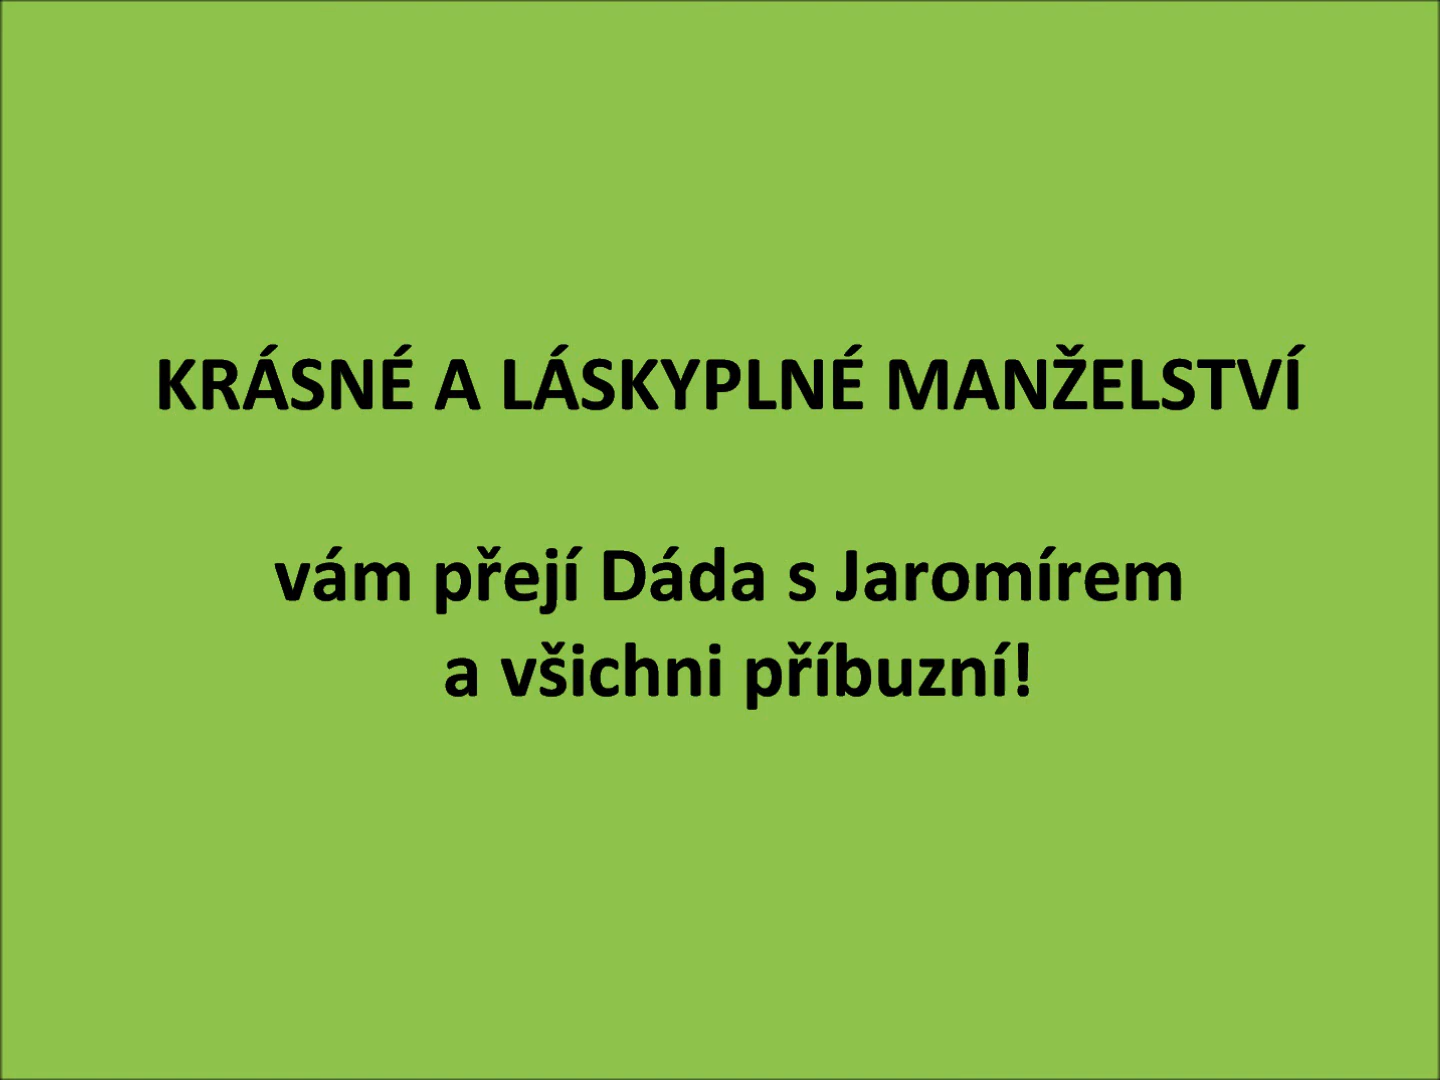 KRÁSNÉ A LÁSKYPLNÉ MANŽELSTVÍ
vám přejí Dáda s Jaromírem
a všichni příbuzní!